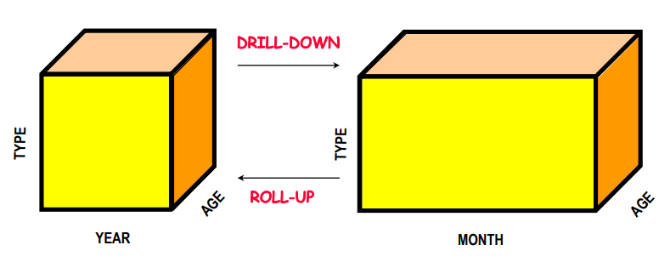 DRILL-DOWN
TYPE
TYPE
AGE
AGE
ROLL-UP
YEAR
MONTH